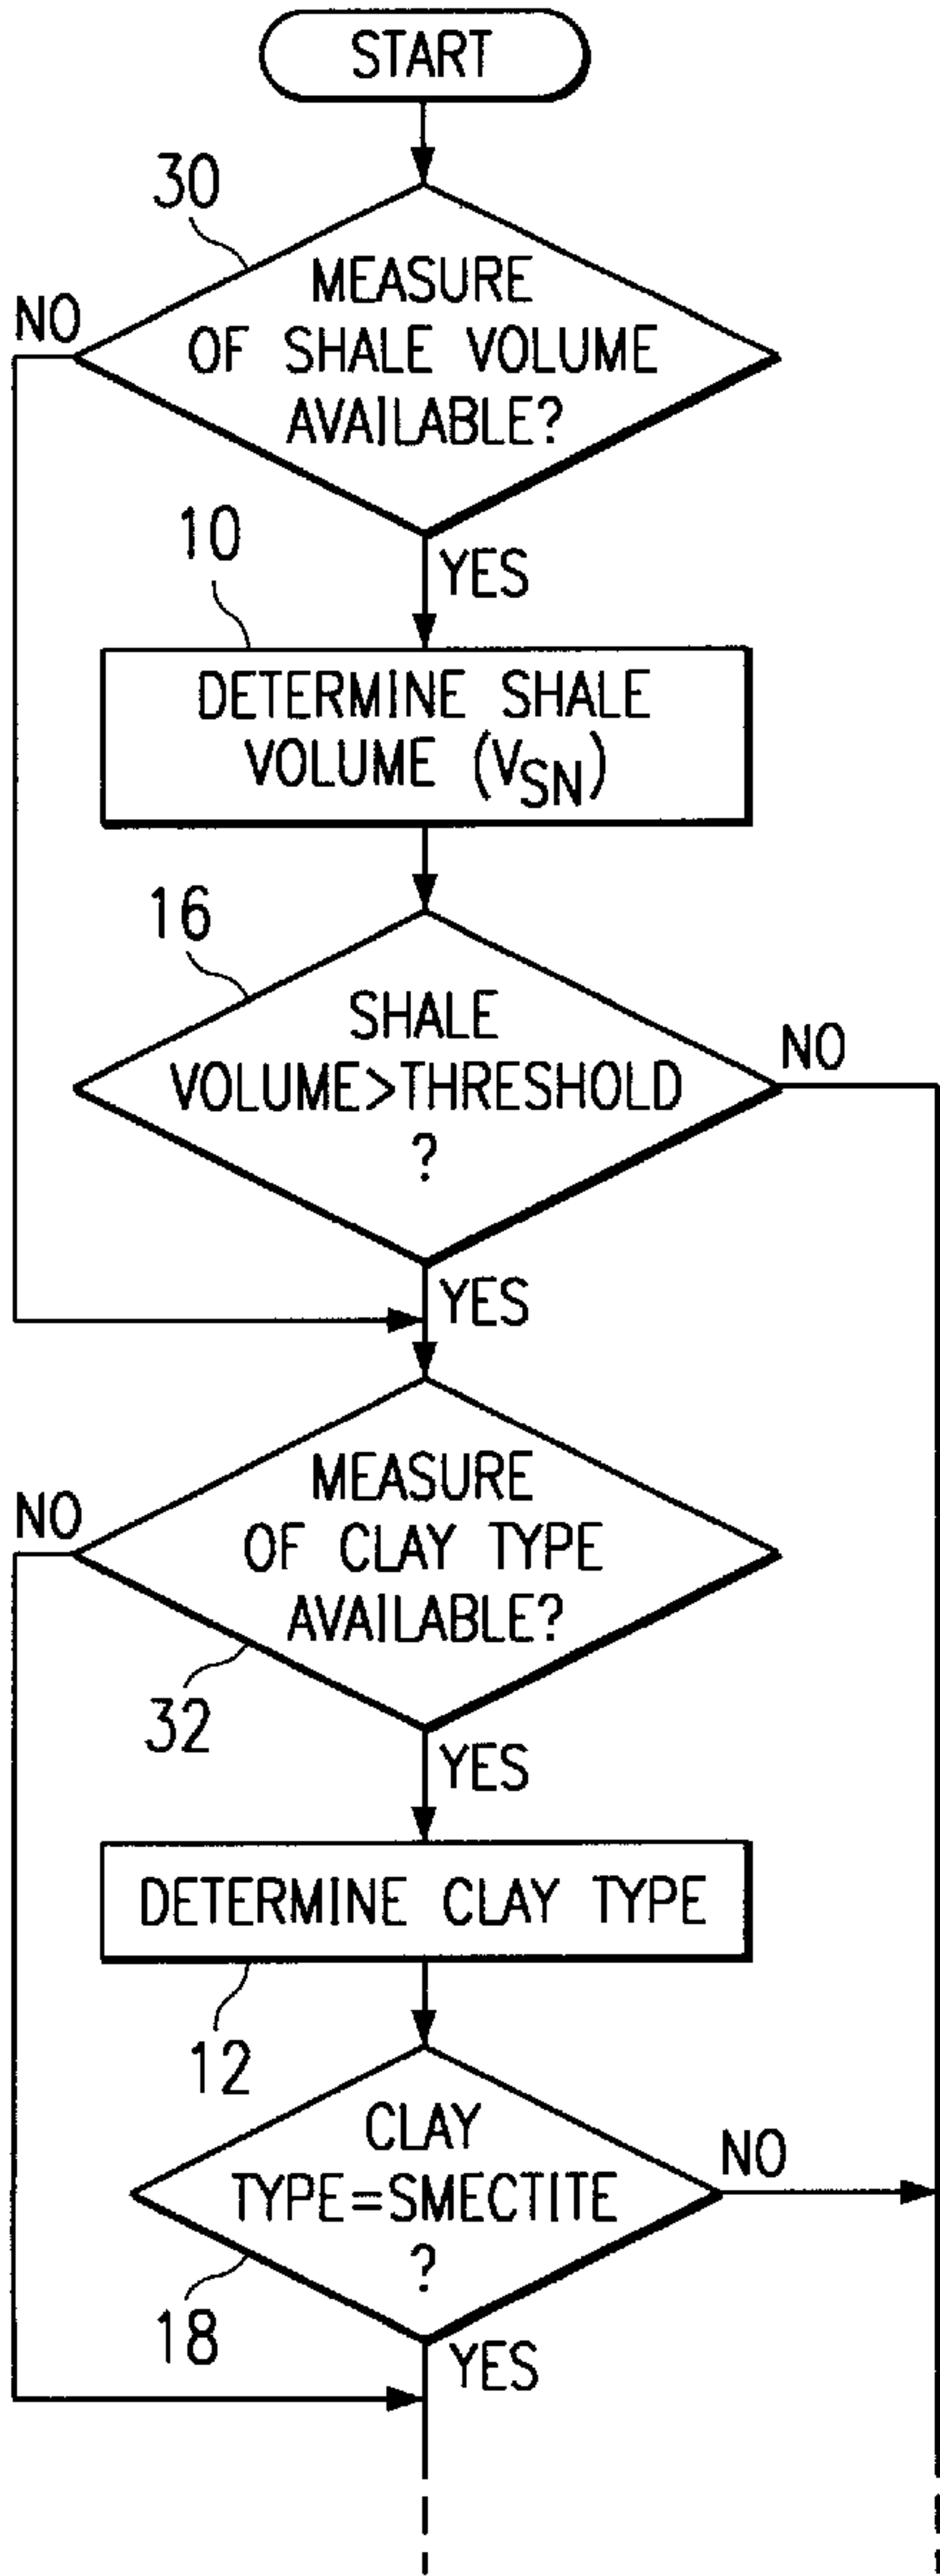 START
30
MEASURE
OF SHALE VOLUME
AVAILABLE?
NO
YES
10
DETERMINE SHALE
VOLUME (VSN)
16
SHALE
VOLUME>THRESHOLD
?
NO
YES
MEASURE
OF CLAY TYPE
AVAILABLE?
NO
32
YES
DETERMINE CLAY TYPE
12
CLAY
TYPE=SMECTITE
?
NO
18
YES